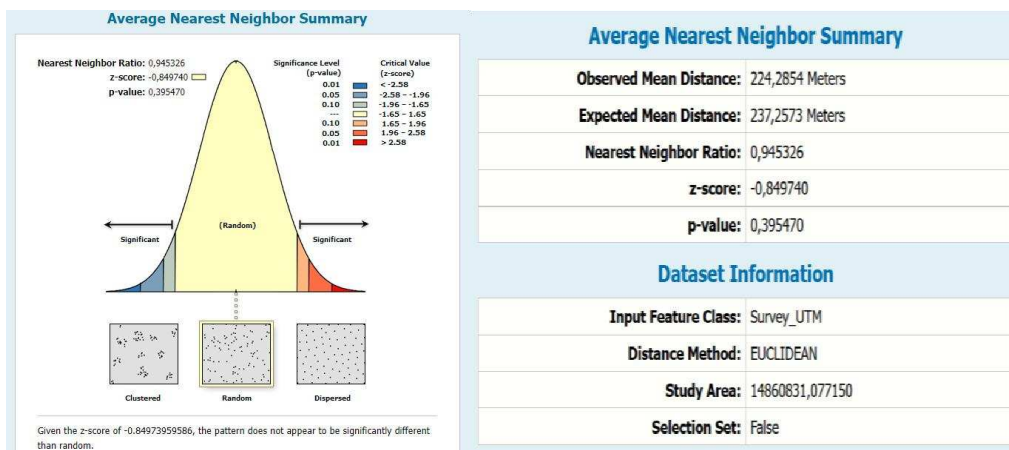 Average Nearest Neighbor Summary
Nearest Neighbor Ratio: 0,945326
z-score: -0,849740
p-value: 0,395470
Significance Level (p-value)
Critical Value (z-score)
0.01 < -2.58
0.05 -2.58 – -1.96
0.10 -1.96 – -1.65
--- -1.65 – 1.65
0.10 1.65 – 1.96
0.05 1.96 – 2.58
0.01 > 2.58
(Random)
Significant
Significant
Clustered
Random
Dispersed
Given the z-score of -0.84973959586, the pattern does not appear to be significantly different
than random.
Average Nearest Neighbor Summary
Observed Mean Distance: 224,2854 Meters
Expected Mean Distance: 237,2573 Meters
Nearest Neighbor Ratio: 0,945326
z-score: -0,849740
p-value: 0,395470
Dataset Information
Input Feature Class: Survey_UTM
Distance Method: EUCLIDEAN
Study Area: 14860831,077150
Selection Set: False